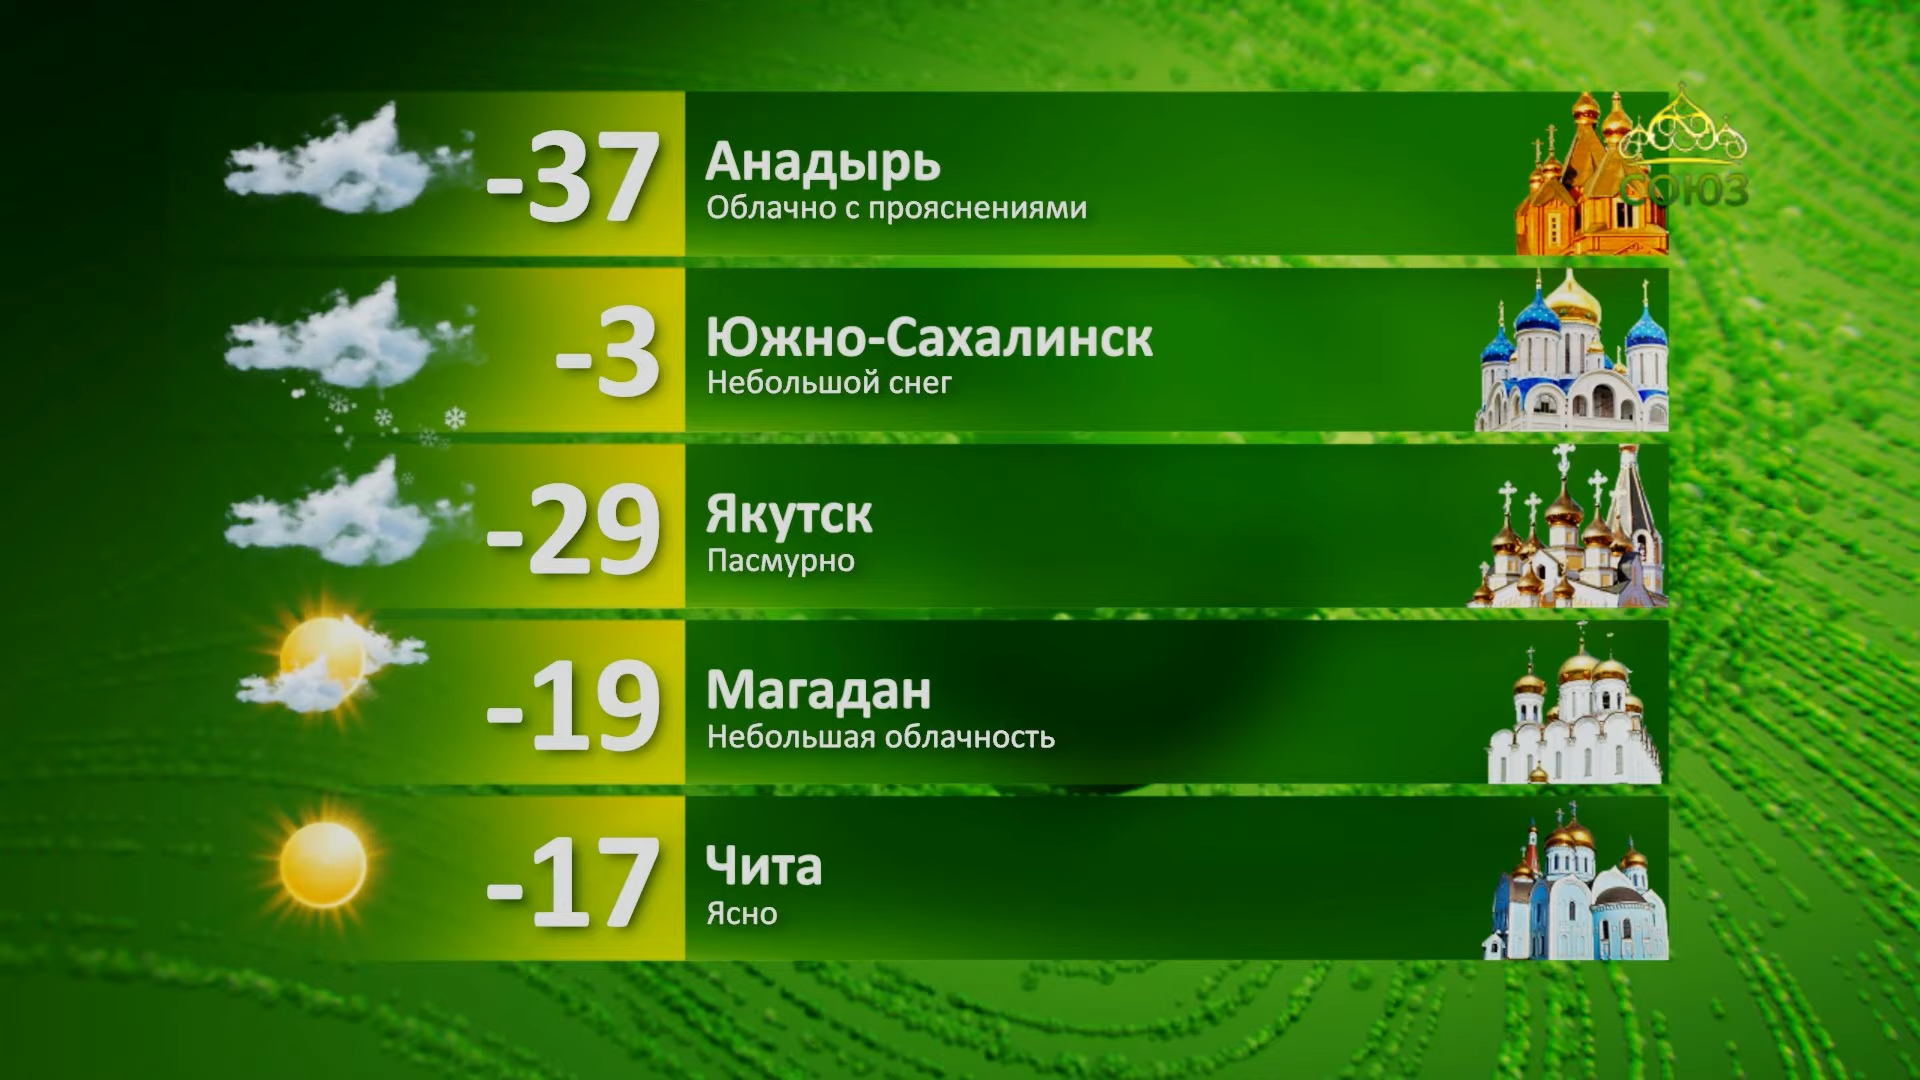 -37
Анадырь
Облачно с прояснениями
СОЮЗ
-3
Южно-Сахалинск
Небольшой снег
-29
Якутск
Пасмурно
-19
Магадан
Небольшая облачность
-17
Чита
Ясно